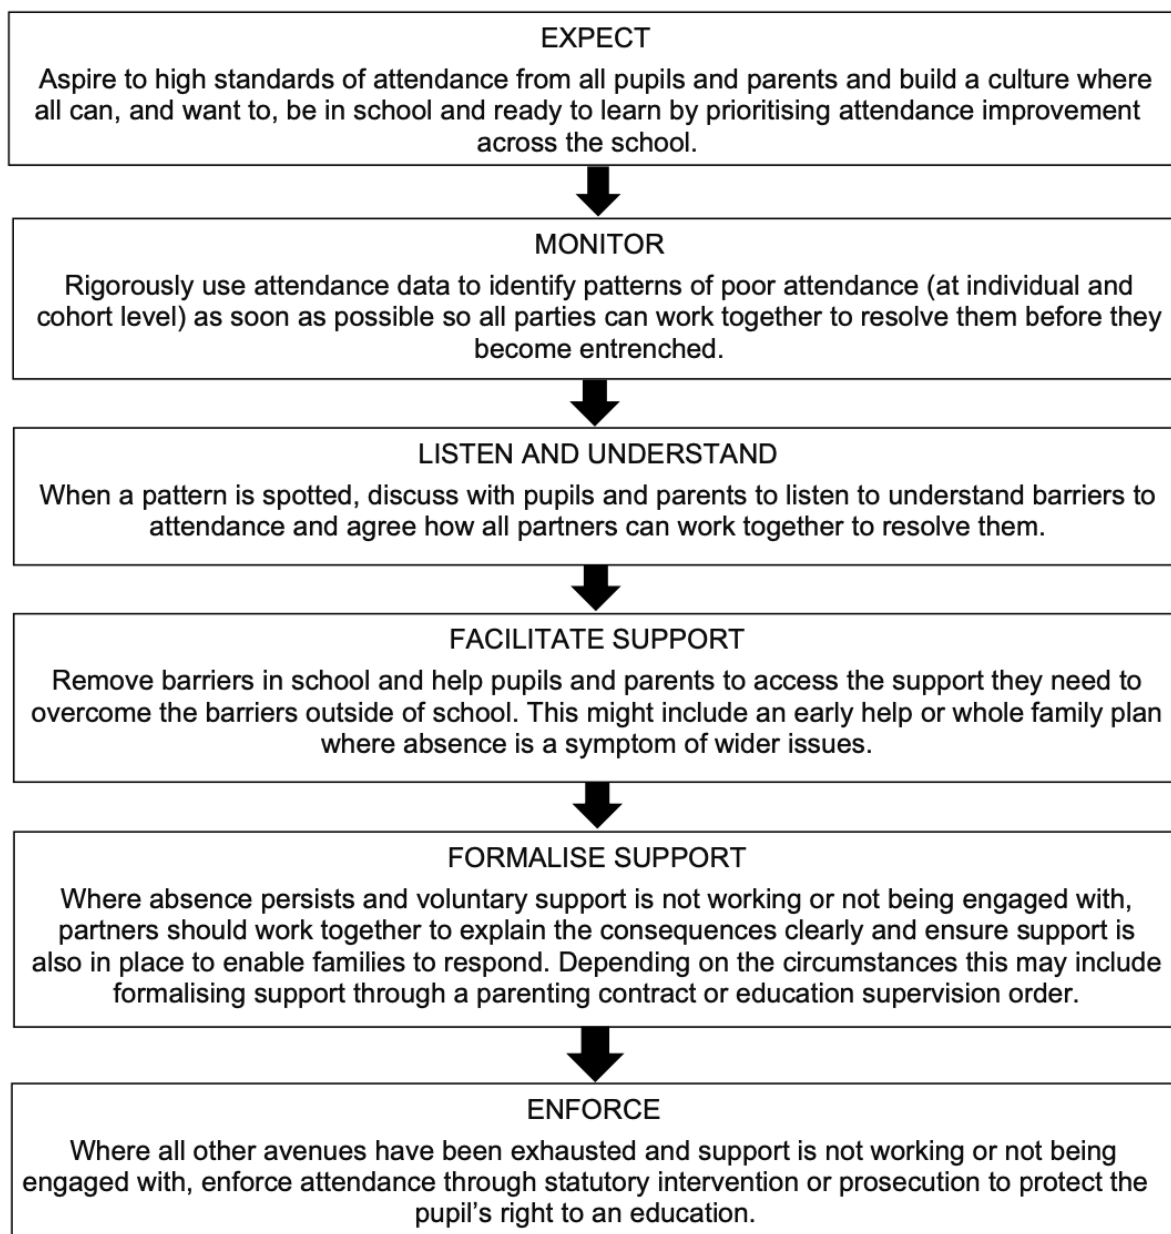 EXPECT
Aspire to high standards of attendance from all pupils and parents and build a culture where
all can, and want to, be in school and ready to learn by prioritising attendance improvement
across the school.
MONITOR
Rigorously use attendance data to identify patterns of poor attendance (at individual and
cohort level) as soon as possible so all parties can work together to resolve them before they
become entrenched.
LISTEN AND UNDERSTAND
When a pattern is spotted, discuss with pupils and parents to listen to understand barriers to
attendance and agree how all partners can work together to resolve them.
FACILITATE SUPPORT
Remove barriers in school and help pupils and parents to access the support they need to
overcome the barriers outside of school. This might include an early help or whole family plan
where absence is a symptom of wider issues.
FORMALISE SUPPORT
Where absence persists and voluntary support is not working or not being engaged with,
partners should work together to explain the consequences clearly and ensure support is
also in place to enable families to respond. Depending on the circumstances this may include
formalising support through a parenting contract or education supervision order.
ENFORCE
Where all other avenues have been exhausted and support is not working or not being
engaged with, enforce attendance through statutory intervention or prosecution to protect the
pupil's right to an education.